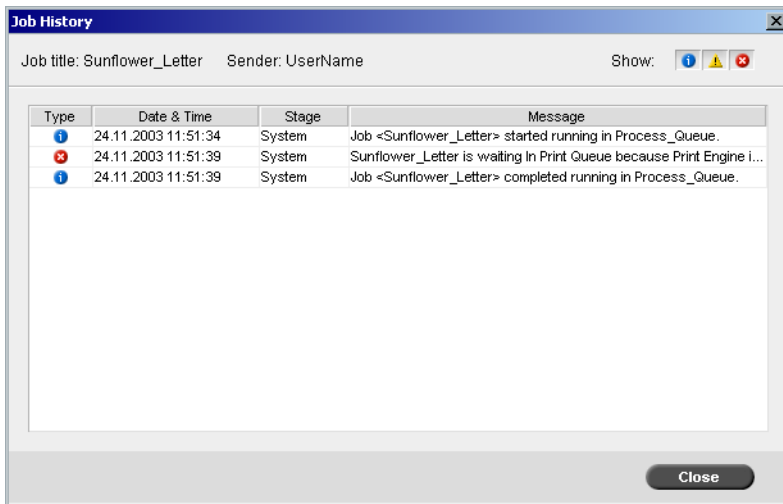 Job History
Job title: Sunflower_Letter Sender: UserName Show:
Type Date & Time Stage Message
24.11.2003 11:51:34 System Job <Sunflower_Letter> started running in Process_Queue.
24.11.2003 11:51:39 System Sunflower_Letter is waiting In Print Queue because Print Engine i...
24.11.2003 11:51:39 System Job <Sunflower_Letter> completed running in Process_Queue.
Close